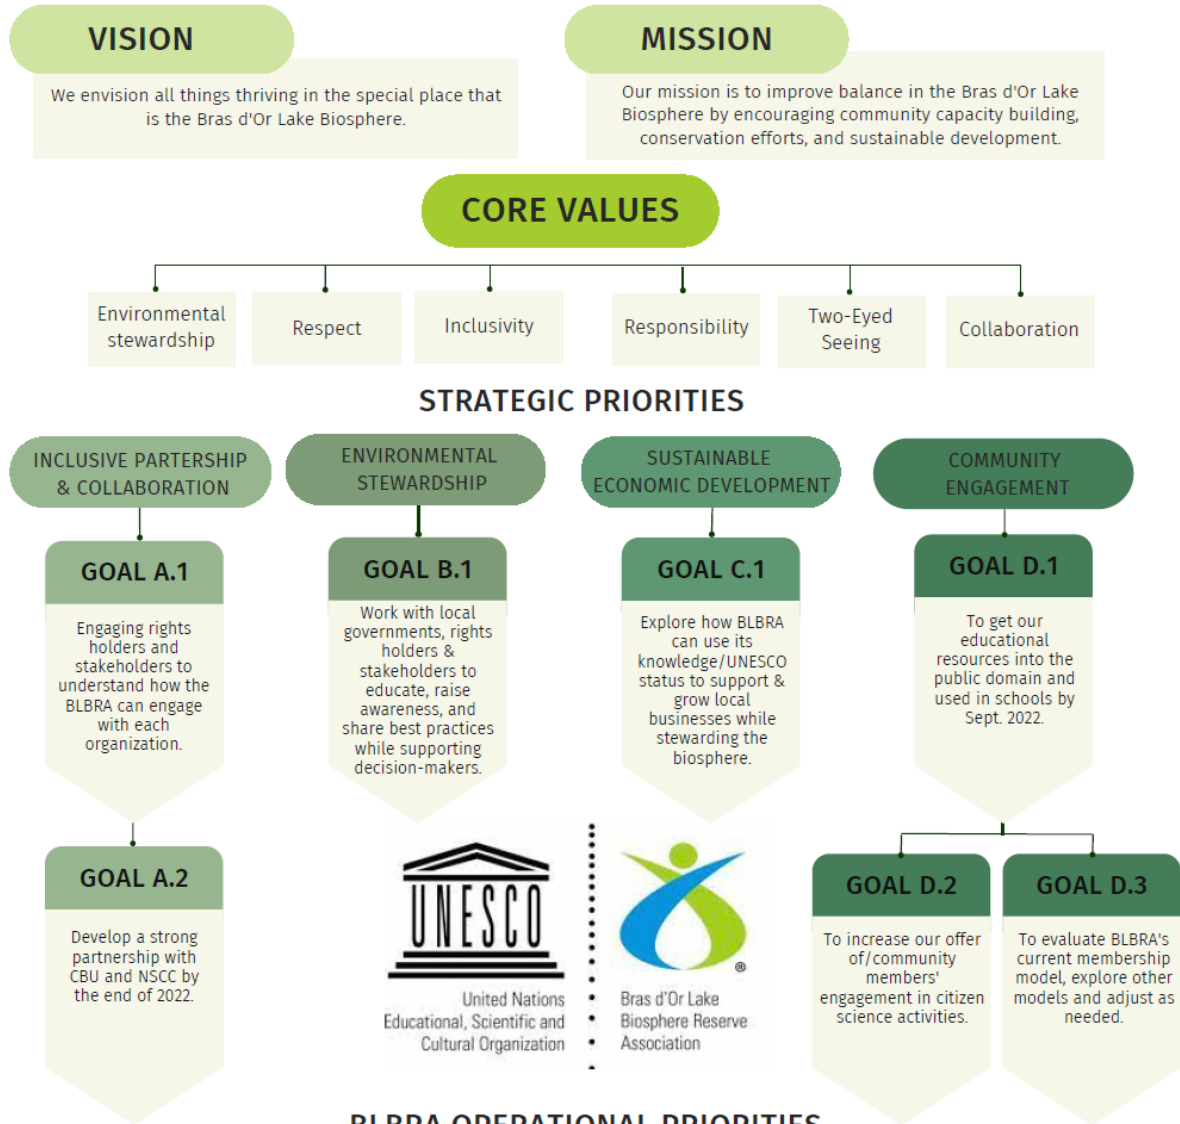 VISION
We envision all things thriving in the special place that
is the Bras d'Or Lake Biosphere.
MISSION
Our mission is to improve balance in the Bras d'Or Lake
Biosphere by encouraging community capacity building,
conservation efforts, and sustainable development.
CORE VALUES
Environmental
stewardship
Respect
Inclusivity
Responsibility
Two-Eyed
Seeing
Collaboration
STRATEGIC PRIORITIES
INCLUSIVE PARTERSHIP
& COLLABORATION
GOAL A.1
Engaging rights
holders and
stakeholders to
understand how the
BLBRA can engage
with each
organization.
GOAL A.2
Develop a strong
partnership with
CBU and NSCC by
the end of 2022.
ENVIRONMENTAL
STEWARDSHIP
GOAL B.1
Work with local
governments, rights
holders &
stakeholders to
educate, raise
awareness, and
share best practices
while supporting
decision-makers.
SUSTAINABLE
ECONOMIC DEVELOPMENT
GOAL C.1
Explore how BLBRA
can use its
knowledge/UNESCO
status to support &
grow local
businesses while
stewarding the
biosphere.
COMMUNITY
ENGAGEMENT
GOAL D.1
To get our
educational
resources into the
public domain and
used in schools by
Sept. 2022.
GOAL D.2
To increase our offer
of/community
members'
engagement in citizen
science activities.
GOAL D.3
To evaluate BLBRA's
current membership
model, explore other
models and adjust as
needed.
UNESCO
United Nations
Educational, Scientific and
Cultural Organization
®
Bras d'Or Lake
Biosphere Reserve
Association
BLBRA OPERATIONAL PRIORITIES